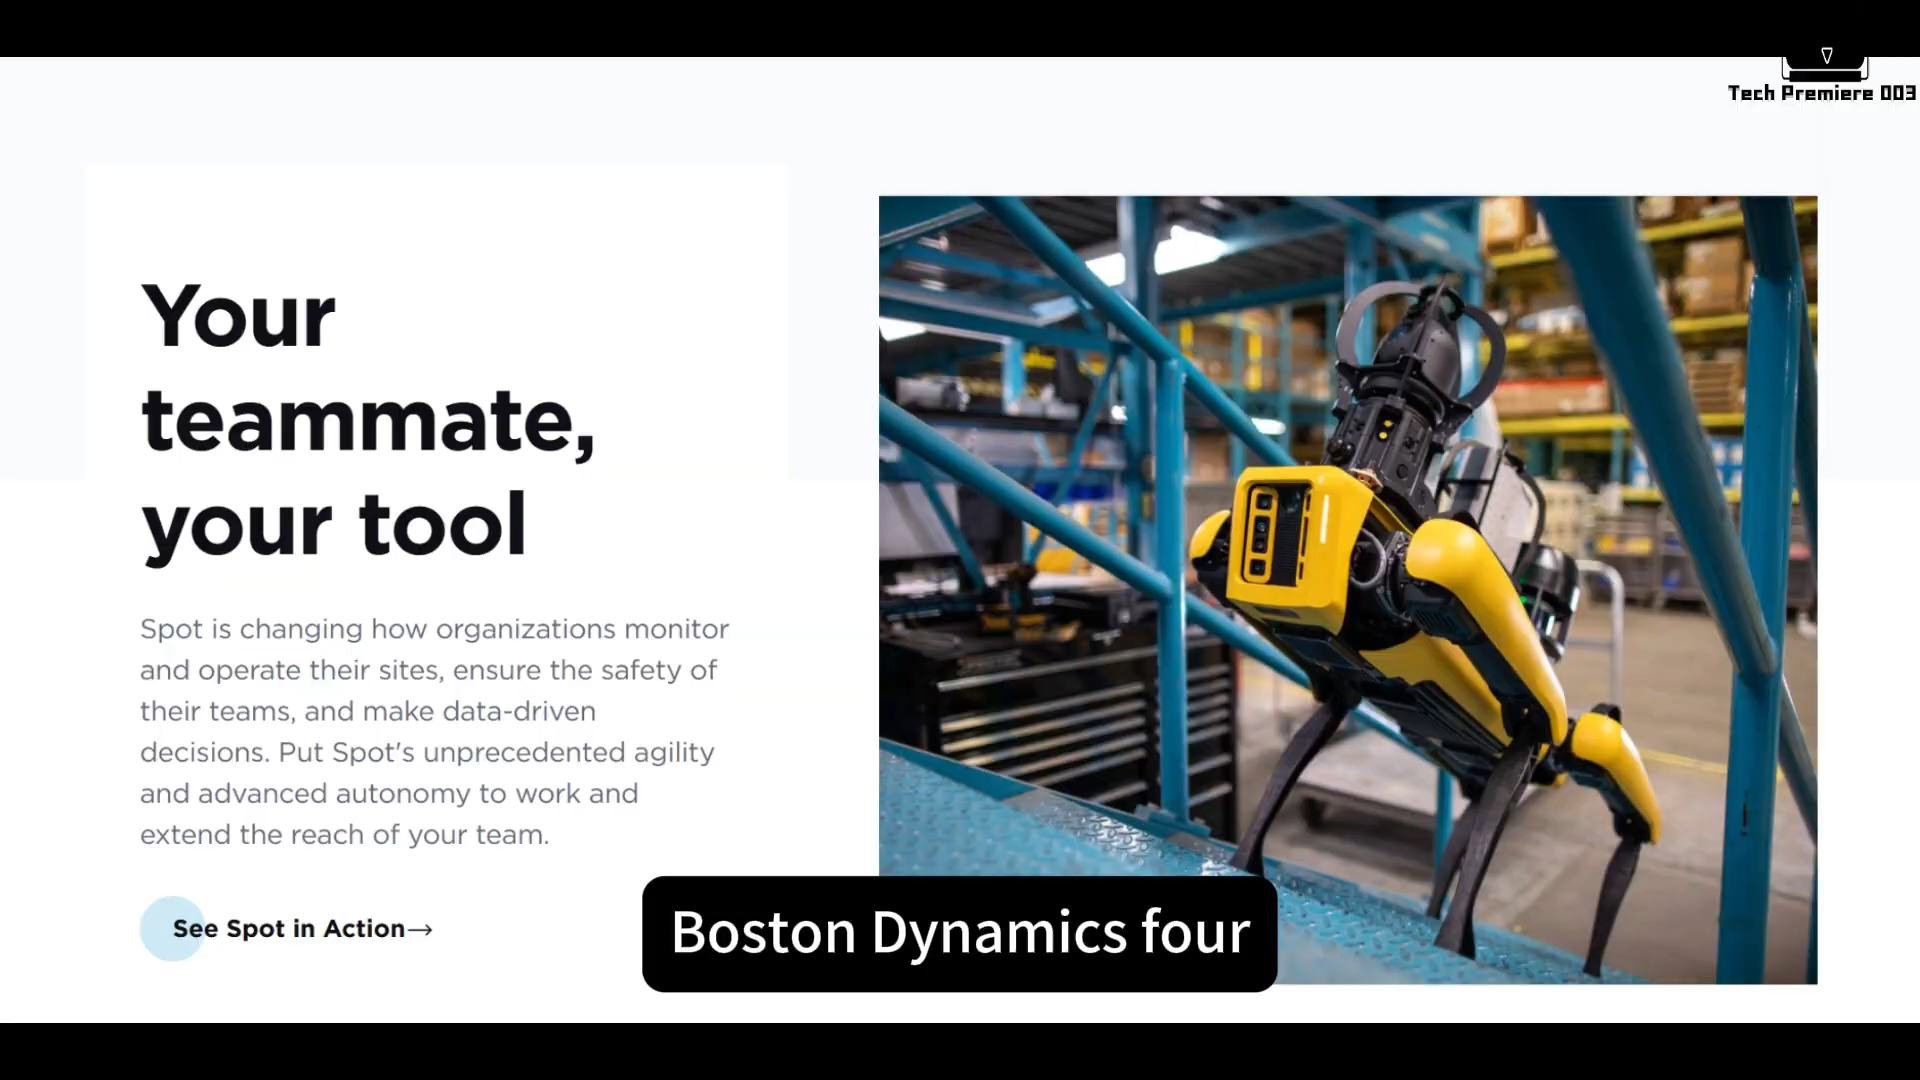 Tech Premiere 003
Your
teammate,
your tool
Spot is changing how organizations monitor
and operate their sites, ensure the safety of
their teams, and make data-driven
decisions. Put Spot's unprecedented agility
and advanced autonomy to work and
extend the reach of your team.
See Spot in Action→
Boston Dynamics four